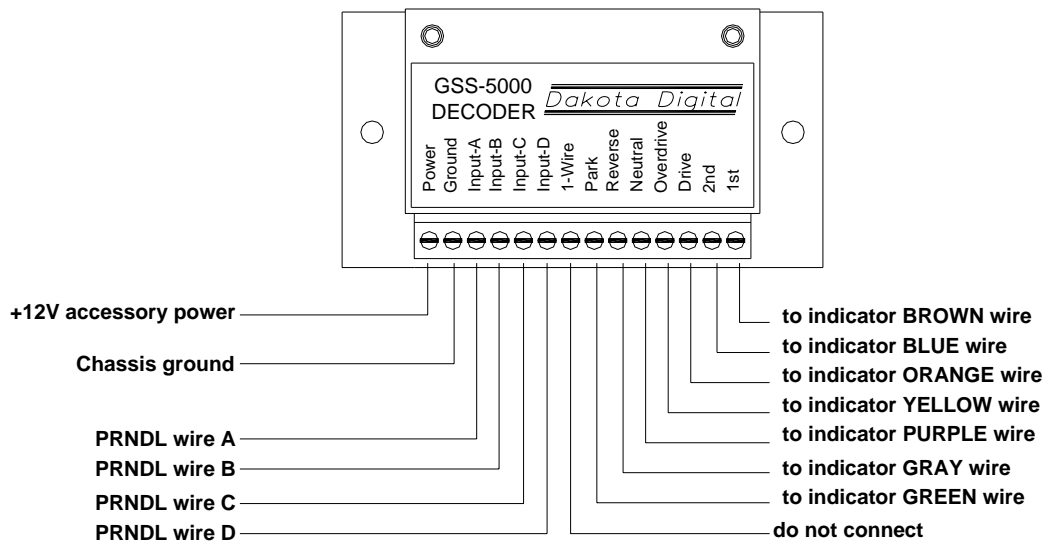 GSS-5000
DECODER
Dakota Digital
Power
Ground
Input-A
Input-B
Input-C
Input-D
1-Wire
Park
Reverse
Neutral
Overdrive
Drive
2nd
1st
+12V accessory power
Chassis ground
PRNDL wire A
PRNDL wire B
PRNDL wire C
PRNDL wire D
to indicator BROWN wire
to indicator BLUE wire
to indicator ORANGE wire
to indicator YELLOW wire
to indicator PURPLE wire
to indicator GRAY wire
to indicator GREEN wire
do not connect